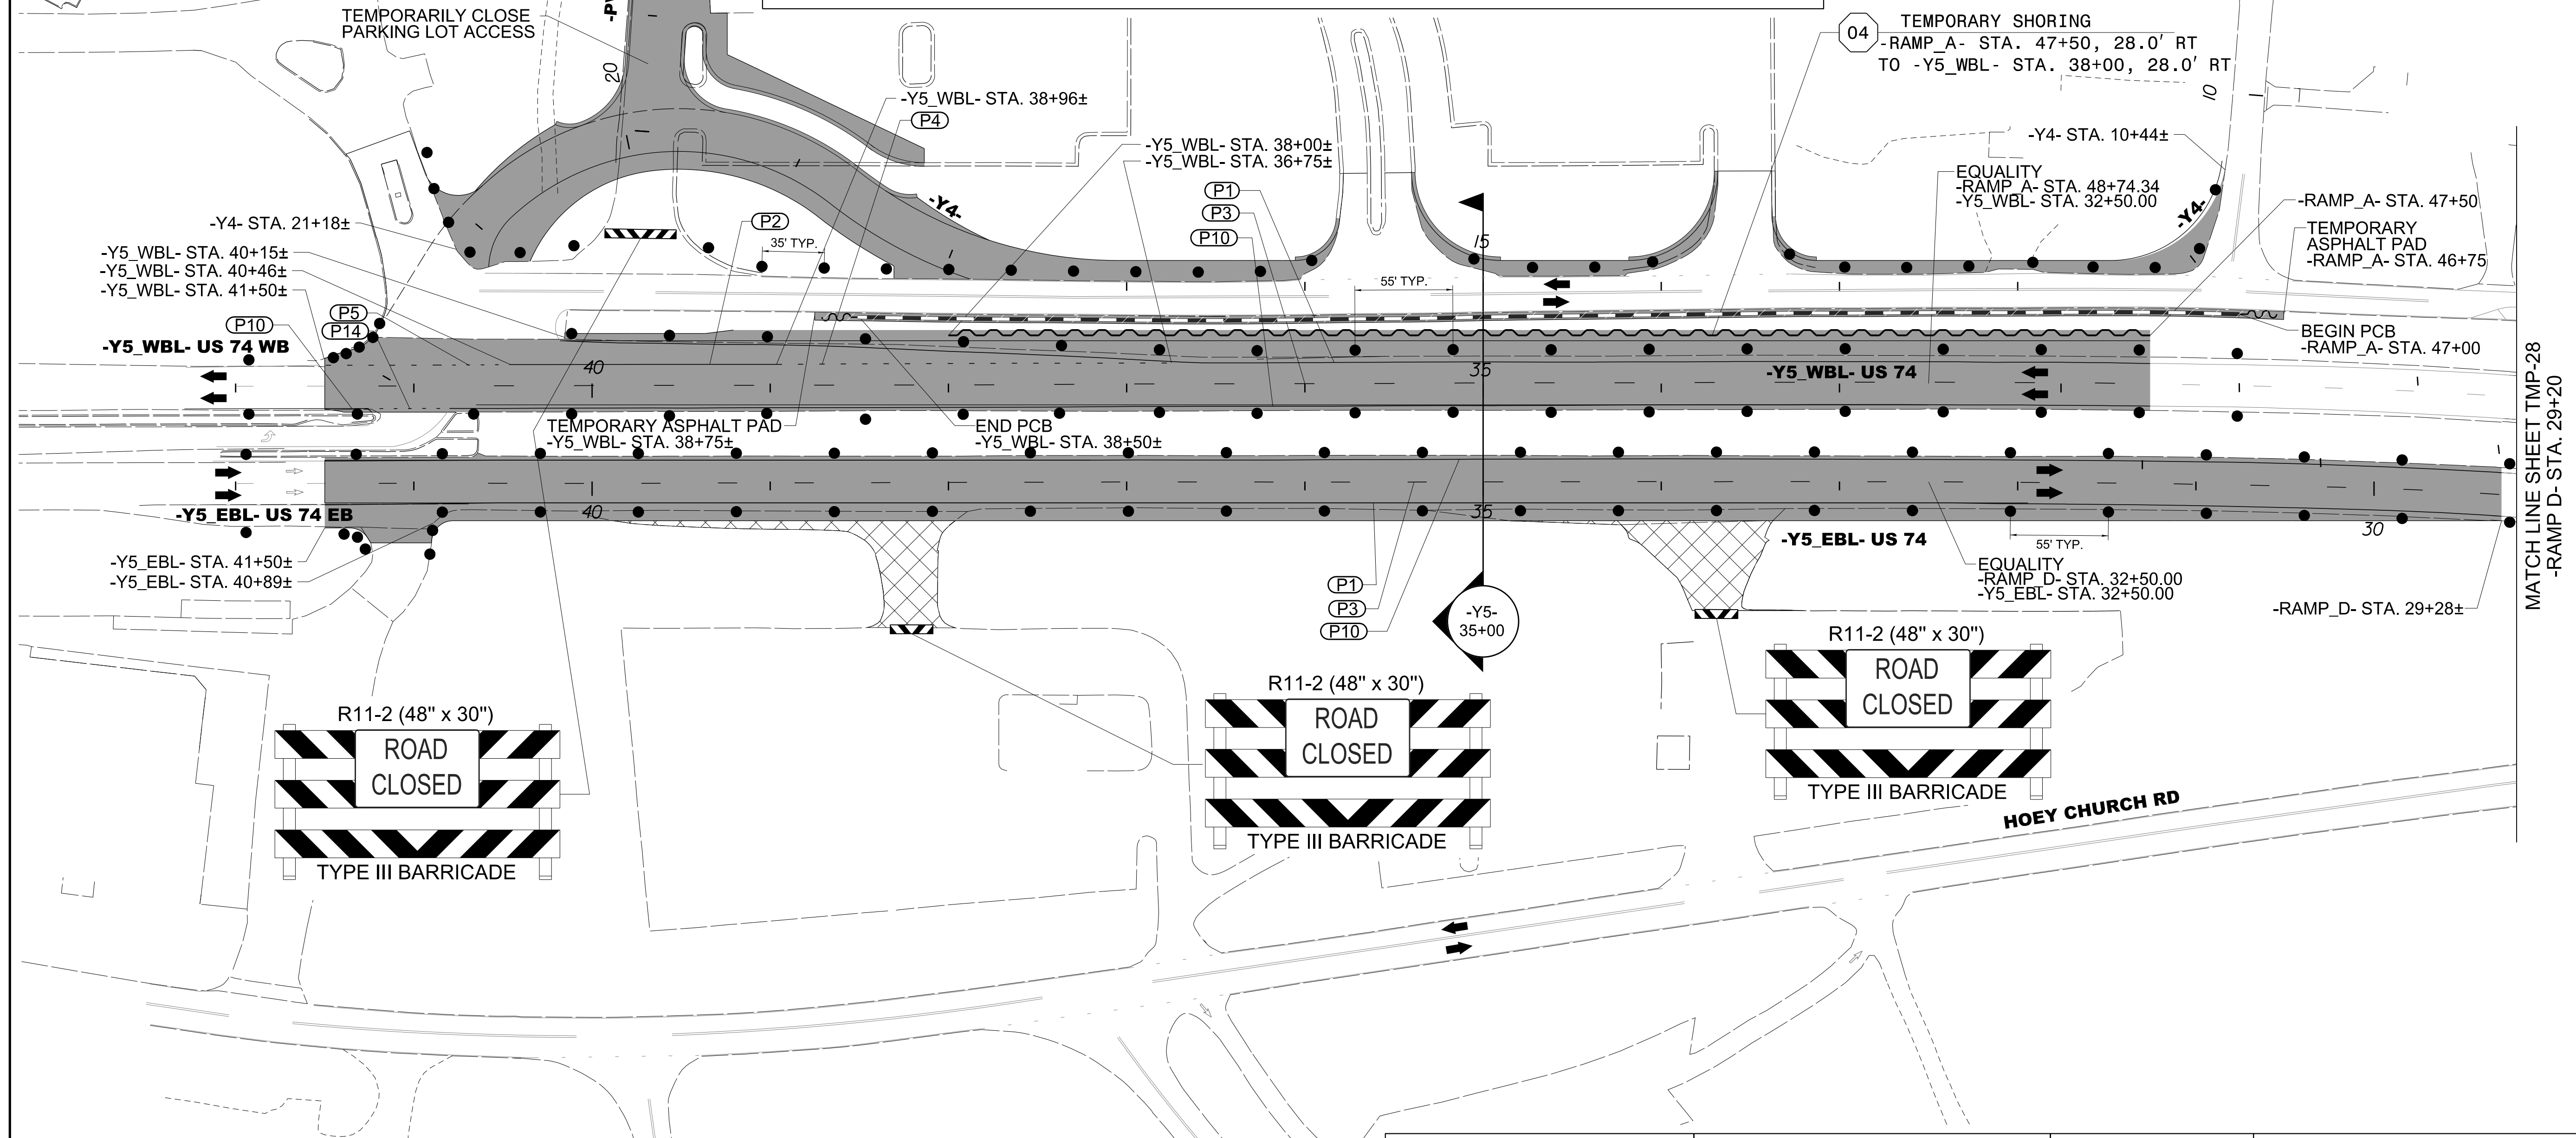 TEMPORARILY CLOSE
PARKING LOT ACCESS
20
04
TEMPORARY SHORING
-RAMP_A- STA. 47+50, 28.0' RT
TO -Y5_WBL- STA. 38+00, 28.0' RT
10
-Y5_WBL- STA. 38+96±
P4
-Y5_WBL- STA. 38+00±
-Y5_WBL- STA. 36+75±
P1
P3
P10
-Y4- STA. 10+44±
EQUALITY
-RAMP_A- STA. 48+74.34
-Y5_WBL- STA. 32+50.00
-RAMP_A- STA. 47+50
TEMPORARY
ASPHALT PAD
-RAMP_A- STA. 46+75
-Y4-
-Y4-
-Y4- STA. 21+18±
P2
35' TYP.
15
-Y5_WBL- STA. 40+15±
-Y5_WBL- STA. 40+46±
-Y5_WBL- STA. 41+50±
55' TYP.
P5
P14
P10
-Y5_WBL- US 74 WB
BEGIN PCB
-RAMP_A- STA. 47+00
40
35
-Y5_WBL- US 74
TEMPORARY ASPHALT PAD
-Y5_WBL- STA. 38+75±
END PCB
-Y5_WBL- STA. 38+50±
MATCH LINE SHEET TMP-28
-RAMP D- STA. 29+20
-Y5_EBL- US 74 EB
40
35
30
-Y5_EBL- US 74
55' TYP.
-Y5_EBL- STA. 41+50±
-Y5_EBL- STA. 40+89±
EQUALITY
-RAMP_D- STA. 32+50.00
-Y5_EBL- STA. 32+50.00
P1
P3
P10
-Y5-
35+00
-RAMP_D- STA. 29+28±
R11-2 (48" x 30")
ROAD
CLOSED
TYPE III BARRICADE
R11-2 (48" x 30")
ROAD
CLOSED
TYPE III BARRICADE
R11-2 (48" x 30")
ROAD
CLOSED
TYPE III BARRICADE
HOEY CHURCH RD